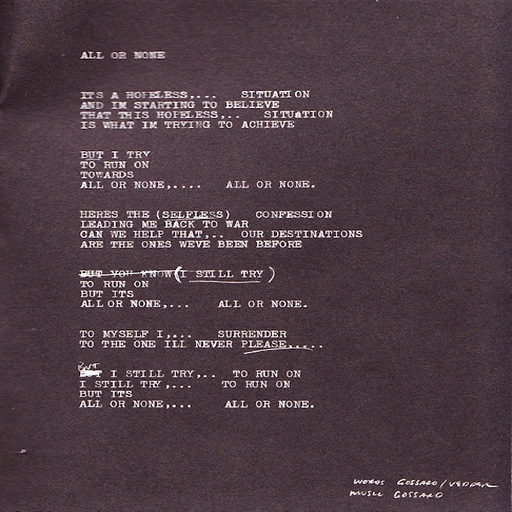 ALL OR NONE
ITS A HOPELESS,... SITUATION
AND IM STARTING TO BELIEVE
THAT THIS HOPELESS,.. SITUATION
IS WHAT IM TRYING TO ACHIEVE
BUT I TRY
TO RUN ON
TOWARDS
ALL OR NONE,.... ALL OR NONE.
HERES THE (SELFLESS) CONFESSION
LEADING ME BACK TO WAR
CAN WE HELP THAT,.. OUR DESTINATIONS
ARE THE ONES WEVE BEEN BEFORE
BUT YOU KNOW (I STILL TRY )
TO RUN ON
BUT ITS
ALL OR NONE,... ALL OR NONE.
TO MYSELF I,... SURRENDER
TO THE ONE ILL NEVER PLEASE.....
BUT
BUT I STILL TRY,.. TO RUN ON
I STILL TRY,... TO RUN ON
BUT ITS
ALL OR NONE,... ALL OR NONE.
WORDS GOSSARD/VEDDER
MUSIC GOSSARD